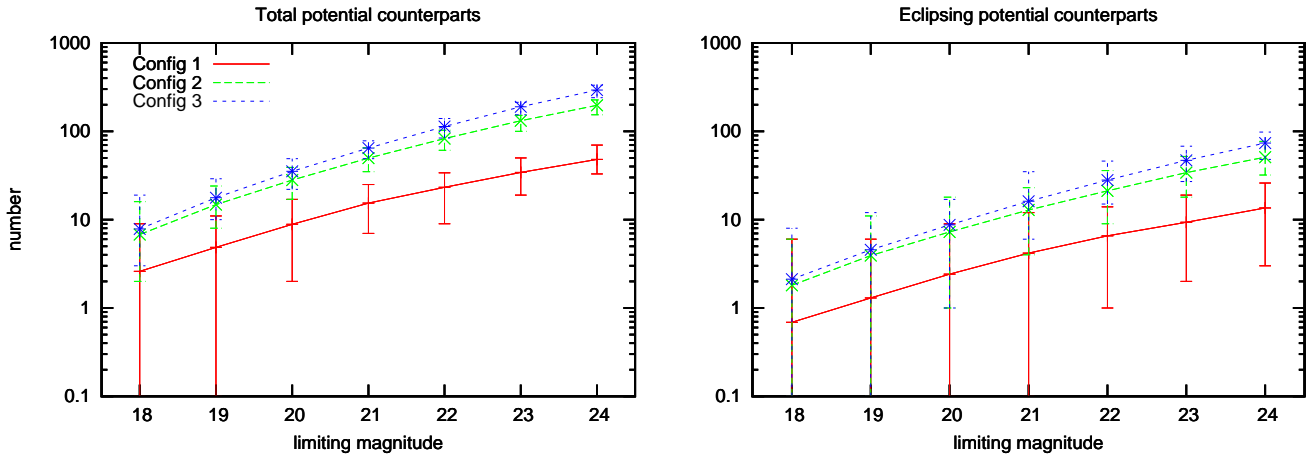 Total potential counterparts
1000
100
10
1
0.1
number
Config 1
Config 2
Config 3
18 19 20 21 22 23 24
limiting magnitude
Eclipsing potential counterparts
1000
100
10
1
0.1
18 19 20 21 22 23 24
limiting magnitude